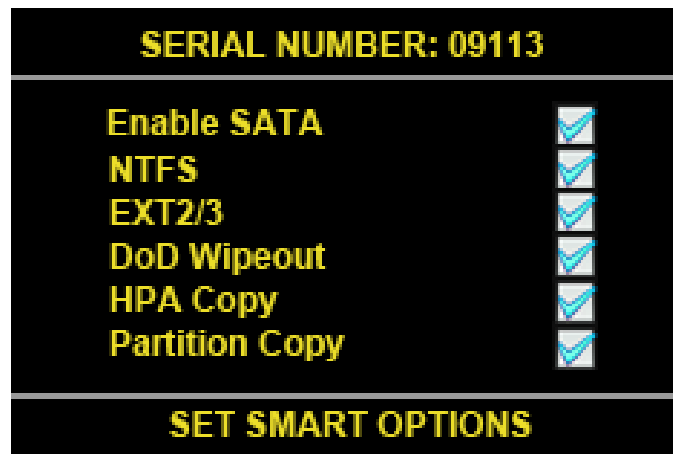 SERIAL NUMBER: 09113
Enable SATA
NTFS
EXT2/3
DoD Wipeout
HPA Copy
Partition Copy
SET SMART OPTIONS